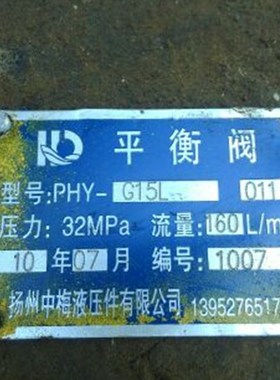 平衡阀
型号:PHY-G15L 011
压力: 32MPa 流量:160L/m
10年07月 编号:1007
扬州中梅液压件有限公司 1395276517